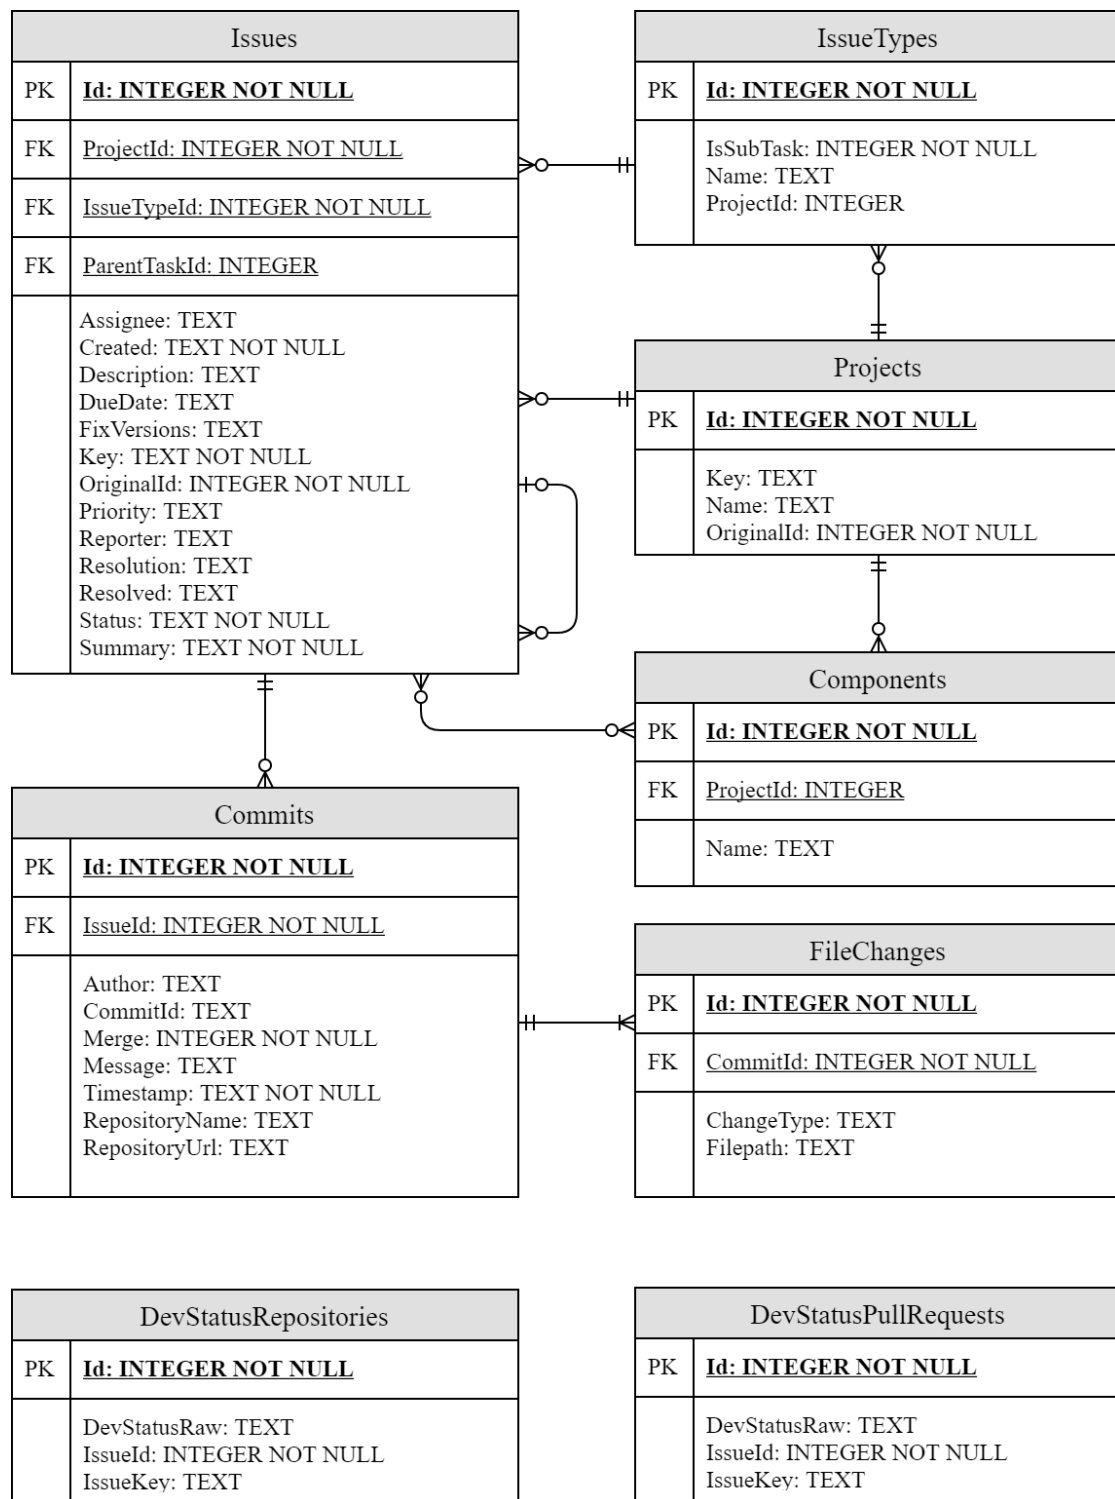 Issues
PK Id: INTEGER NOT NULL
FK ProjectId: INTEGER NOT NULL
FK IssueTypeId: INTEGER NOT NULL
FK ParentTaskId: INTEGER
Assignee: TEXT
Created: TEXT NOT NULL
Description: TEXT
DueDate: TEXT
FixVersions: TEXT
Key: TEXT NOT NULL
OriginalId: INTEGER NOT NULL
Priority: TEXT
Reporter: TEXT
Resolution: TEXT
Resolved: TEXT
Status: TEXT NOT NULL
Summary: TEXT NOT NULL
IssueTypes
PK Id: INTEGER NOT NULL
IsSubTask: INTEGER NOT NULL
Name: TEXT
ProjectId: INTEGER
Projects
PK Id: INTEGER NOT NULL
Key: TEXT
Name: TEXT
OriginalId: INTEGER NOT NULL
Components
PK Id: INTEGER NOT NULL
FK ProjectId: INTEGER
Name: TEXT
Commits
PK Id: INTEGER NOT NULL
FK IssueId: INTEGER NOT NULL
Author: TEXT
CommitId: TEXT
Merge: INTEGER NOT NULL
Message: TEXT
Timestamp: TEXT NOT NULL
RepositoryName: TEXT
RepositoryUrl: TEXT
FileChanges
PK Id: INTEGER NOT NULL
FK CommitId: INTEGER NOT NULL
ChangeType: TEXT
Filepath: TEXT
DevStatusRepositories
PK Id: INTEGER NOT NULL
DevStatusRaw: TEXT
IssueId: INTEGER NOT NULL
IssueKey: TEXT
DevStatusPullRequests
PK Id: INTEGER NOT NULL
DevStatusRaw: TEXT
IssueId: INTEGER NOT NULL
IssueKey: TEXT